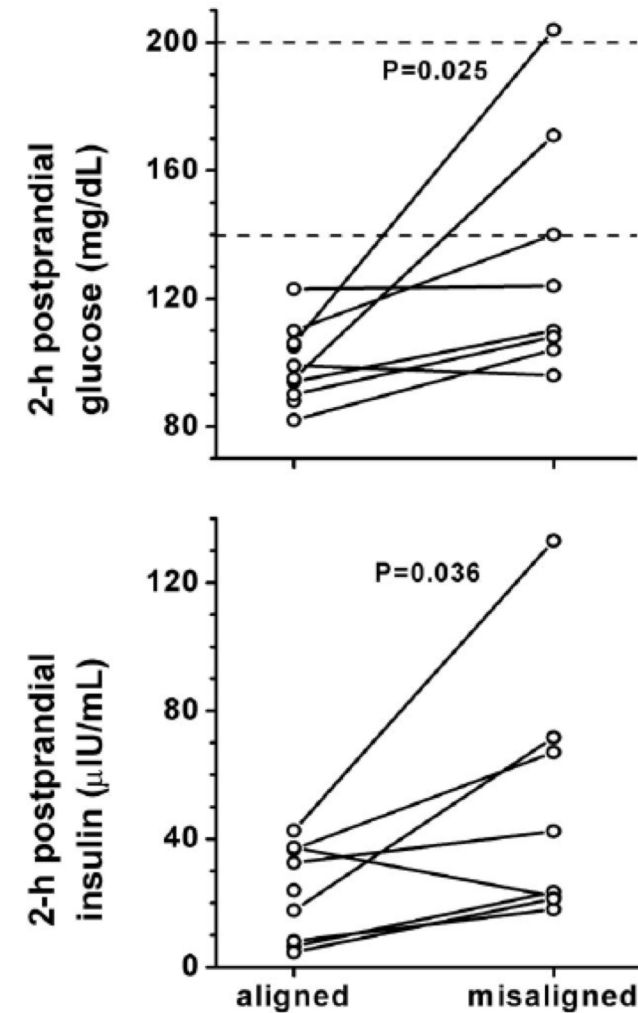 2-h postprandial
glucose (mg/dL)
200
160
120
80
P=0.025
2-h postprandial
insulin (μIU/mL)
120
80
40
0
P=0.036
aligned
misaligned